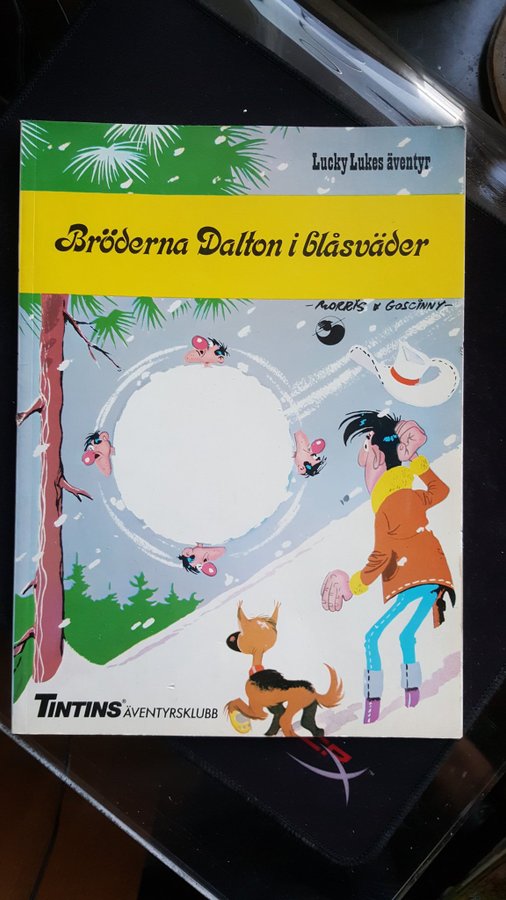 Lucky Lukes äventyr
Bröderna Dalton i blåsväder
-MORRIS & GOSCINNY-
TINTINS® ÄVENTYRSKLUBB